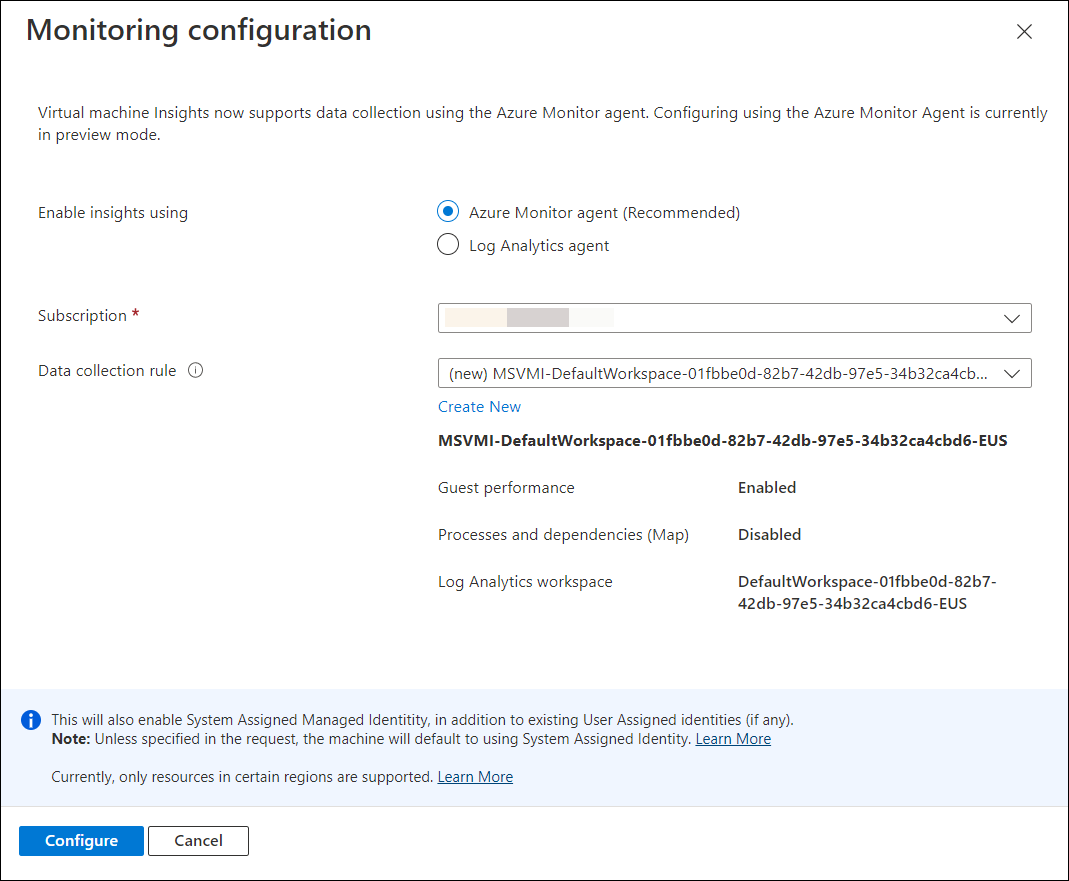 Monitoring configuration
Virtual machine Insights now supports data collection using the Azure Monitor agent. Configuring using the Azure Monitor Agent is currently
in preview mode.
Enable insights using
Azure Monitor agent (Recommended)
Log Analytics agent
Subscription *
Data collection rule
(new) MSVMI-DefaultWorkspace-01fbbe0d-82b7-42db-97e5-34b32ca4cb...
Create New
MSVMI-DefaultWorkspace-01fbbe0d-82b7-42db-97e5-34b32ca4cbd6-EUS
Guest performance Enabled
Processes and dependencies (Map) Disabled
Log Analytics workspace DefaultWorkspace-01fbbe0d-82b7-
42db-97e5-34b32ca4cbd6-EUS
This will also enable System Assigned Managed Identitity, in addition to existing User Assigned identities (if any).
Note: Unless specified in the request, the machine will default to using System Assigned Identity. Learn More
Currently, only resources in certain regions are supported. Learn More
Configure Cancel